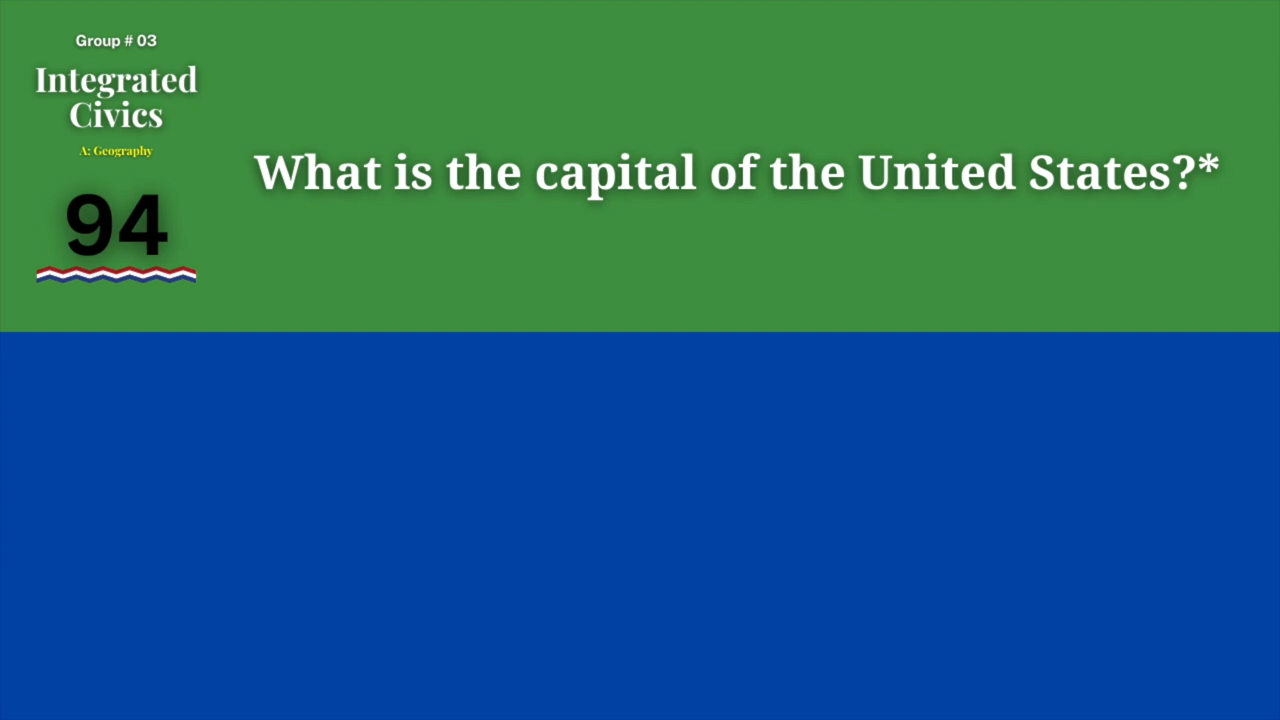 Group # 03
Integrated
Civics
A: Geography
94
What is the capital of the United States?*